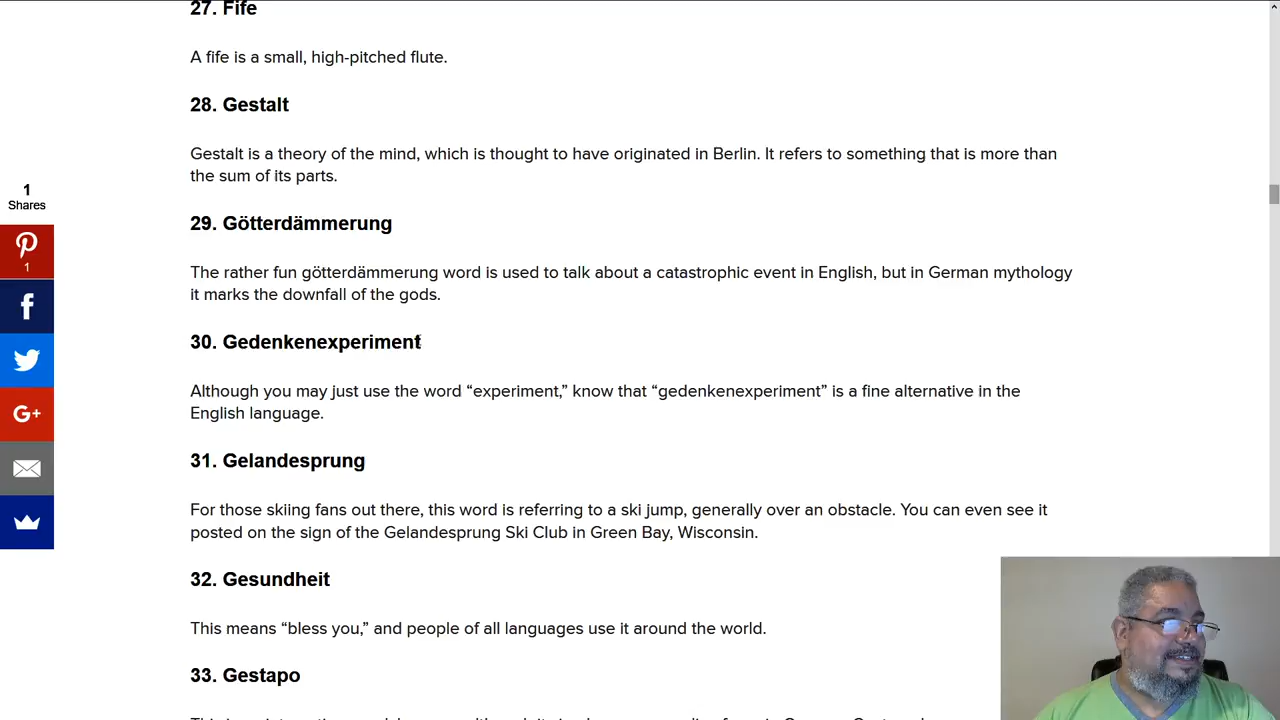 27. Fife
A fife is a small, high-pitched flute.
28. Gestalt
Gestalt is a theory of the mind, which is thought to have originated in Berlin. It refers to something that is more than
the sum of its parts.
1
Shares
29. Götterdämmerung
1
The rather fun götterdämmerung word is used to talk about a catastrophic event in English, but in German mythology
it marks the downfall of the gods.
30. Gedenkenexperiment
Although you may just use the word “experiment,” know that “gedenkenexperiment” is a fine alternative in the
English language.
G+
31. Gelandesprung
For those skiing fans out there, this word is referring to a ski jump, generally over an obstacle. You can even see it
posted on the sign of the Gelandesprung Ski Club in Green Bay, Wisconsin.
32. Gesundheit
This means “bless you,” and people of all languages use it around the world.
33. Gestapo